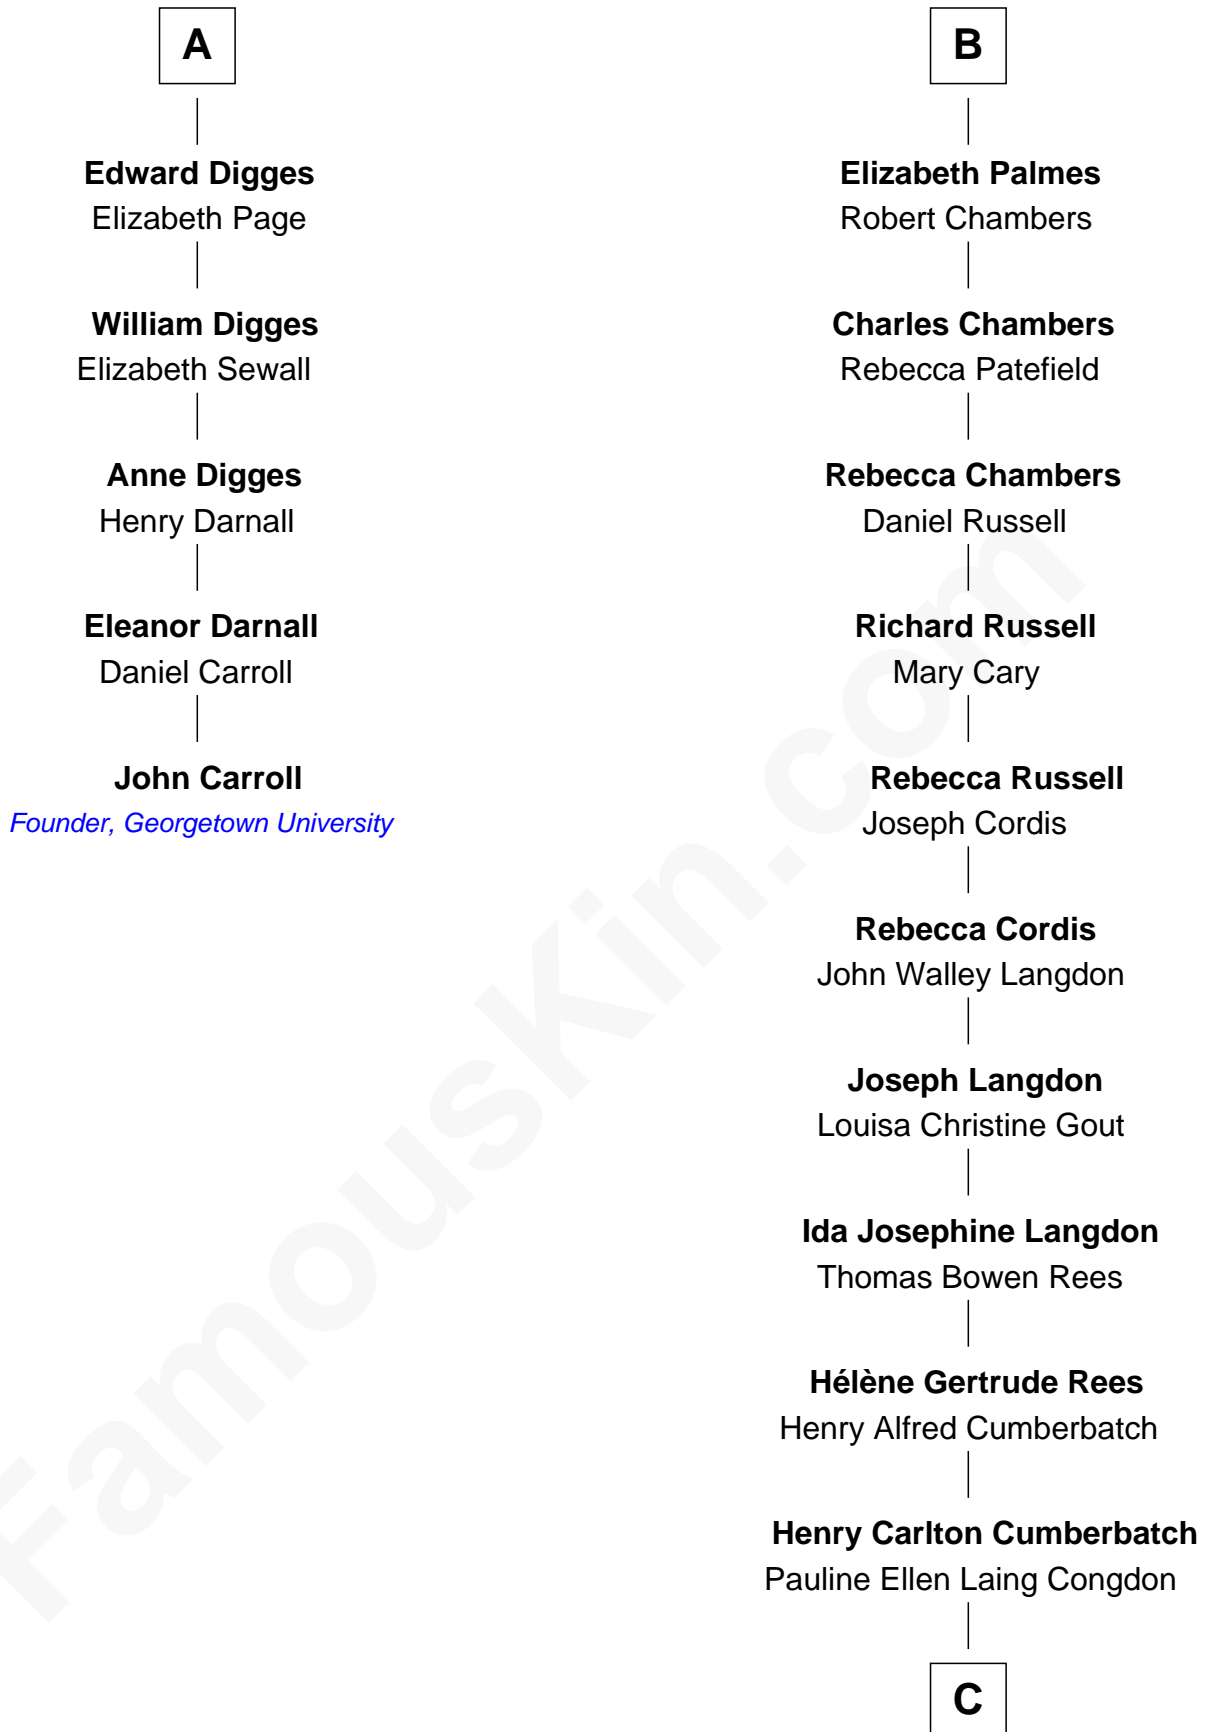 A
Edward Digges
Elizabeth Page
William Digges
Elizabeth Sewall
Anne Digges
Henry Darnall
Eleanor Darnall
Daniel Carroll
John Carroll
Founder, Georgetown University
B
Elizabeth Palmes
Robert Chambers
Charles Chambers
Rebecca Patefield
Rebecca Chambers
Daniel Russell
Richard Russell
Mary Cary
Rebecca Russell
Joseph Cordis
Rebecca Cordis
John Walley Langdon
Joseph Langdon
Louisa Christine Gout
Ida Josephine Langdon
Thomas Bowen Rees
Hélène Gertrude Rees
Henry Alfred Cumberbatch
Henry Carlton Cumberbatch
Pauline Ellen Laing Congdon
C
FamousKin.com